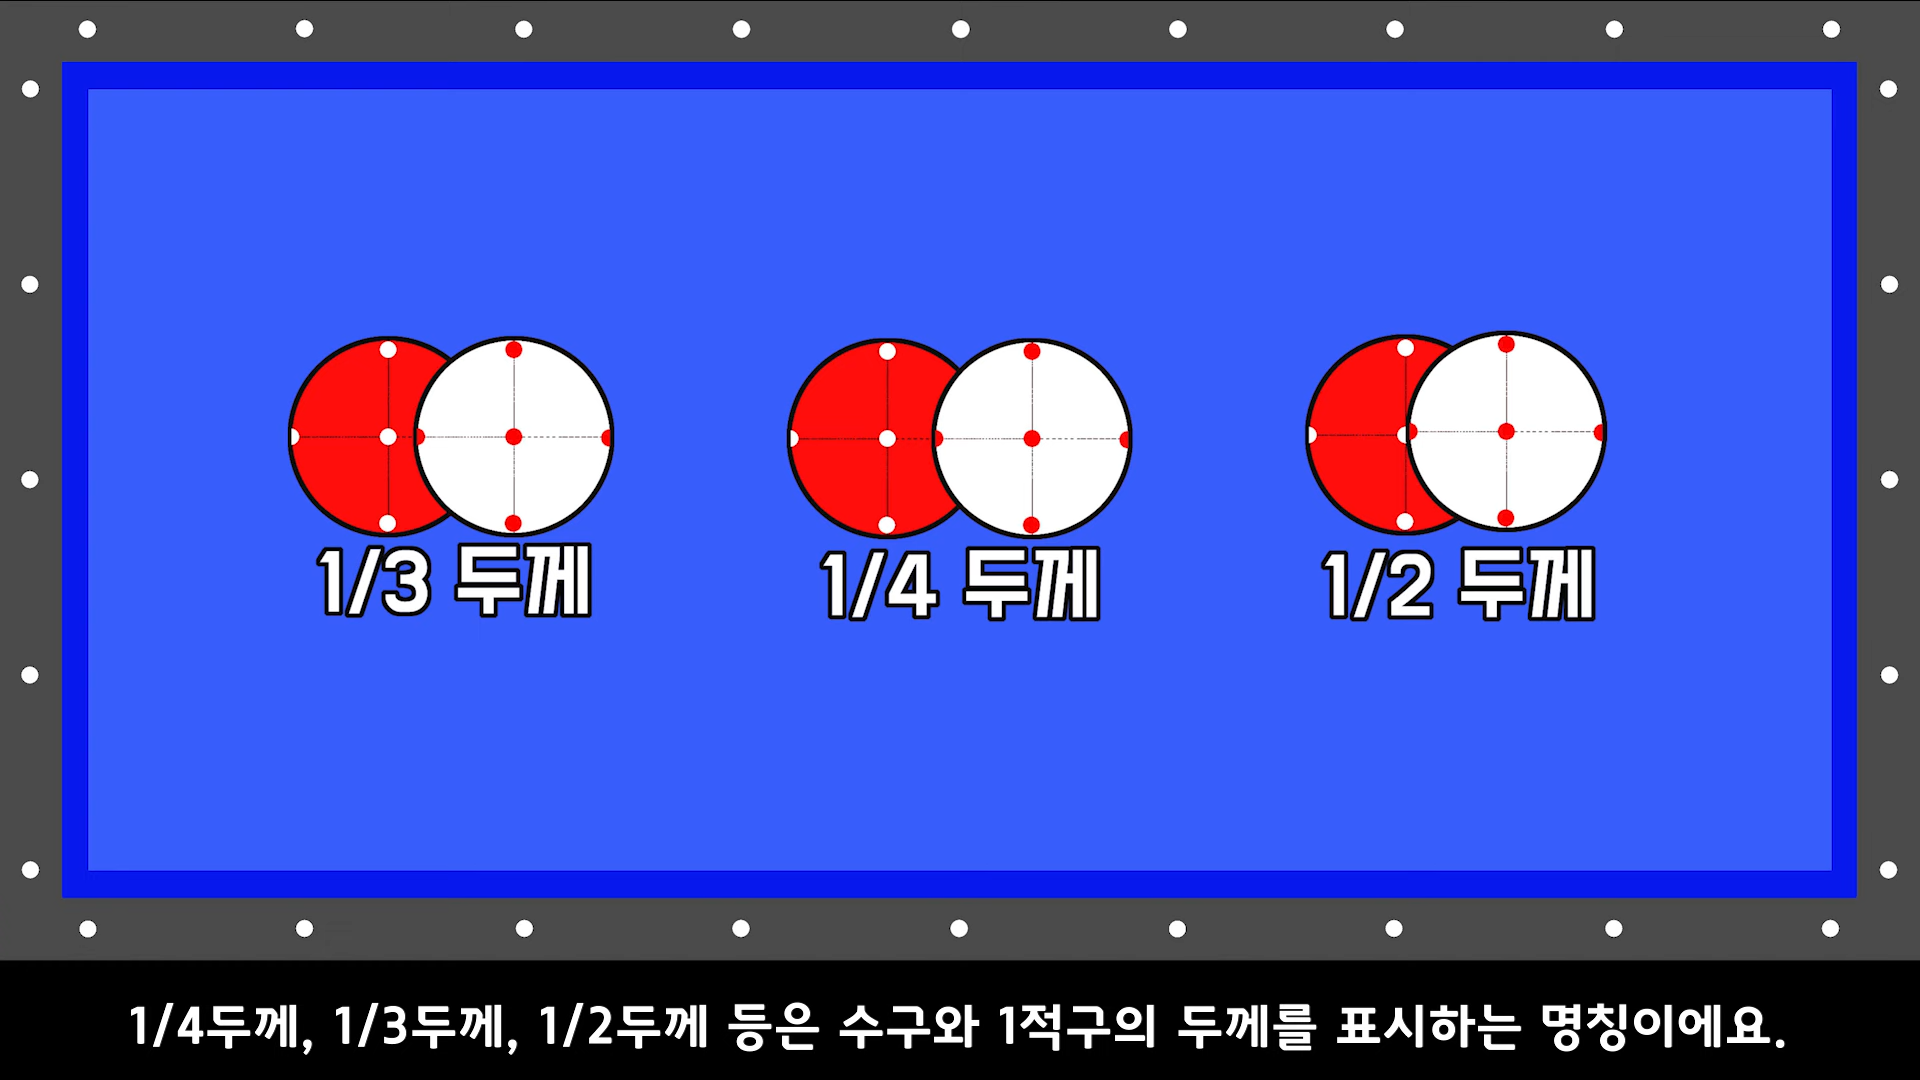 1/3 두께
1/4 두께
1/2 두께
1/4두께, 1/3두께, 1/2두께 등은 수구와 1적구의 두께를 표시하는 명칭이에요.